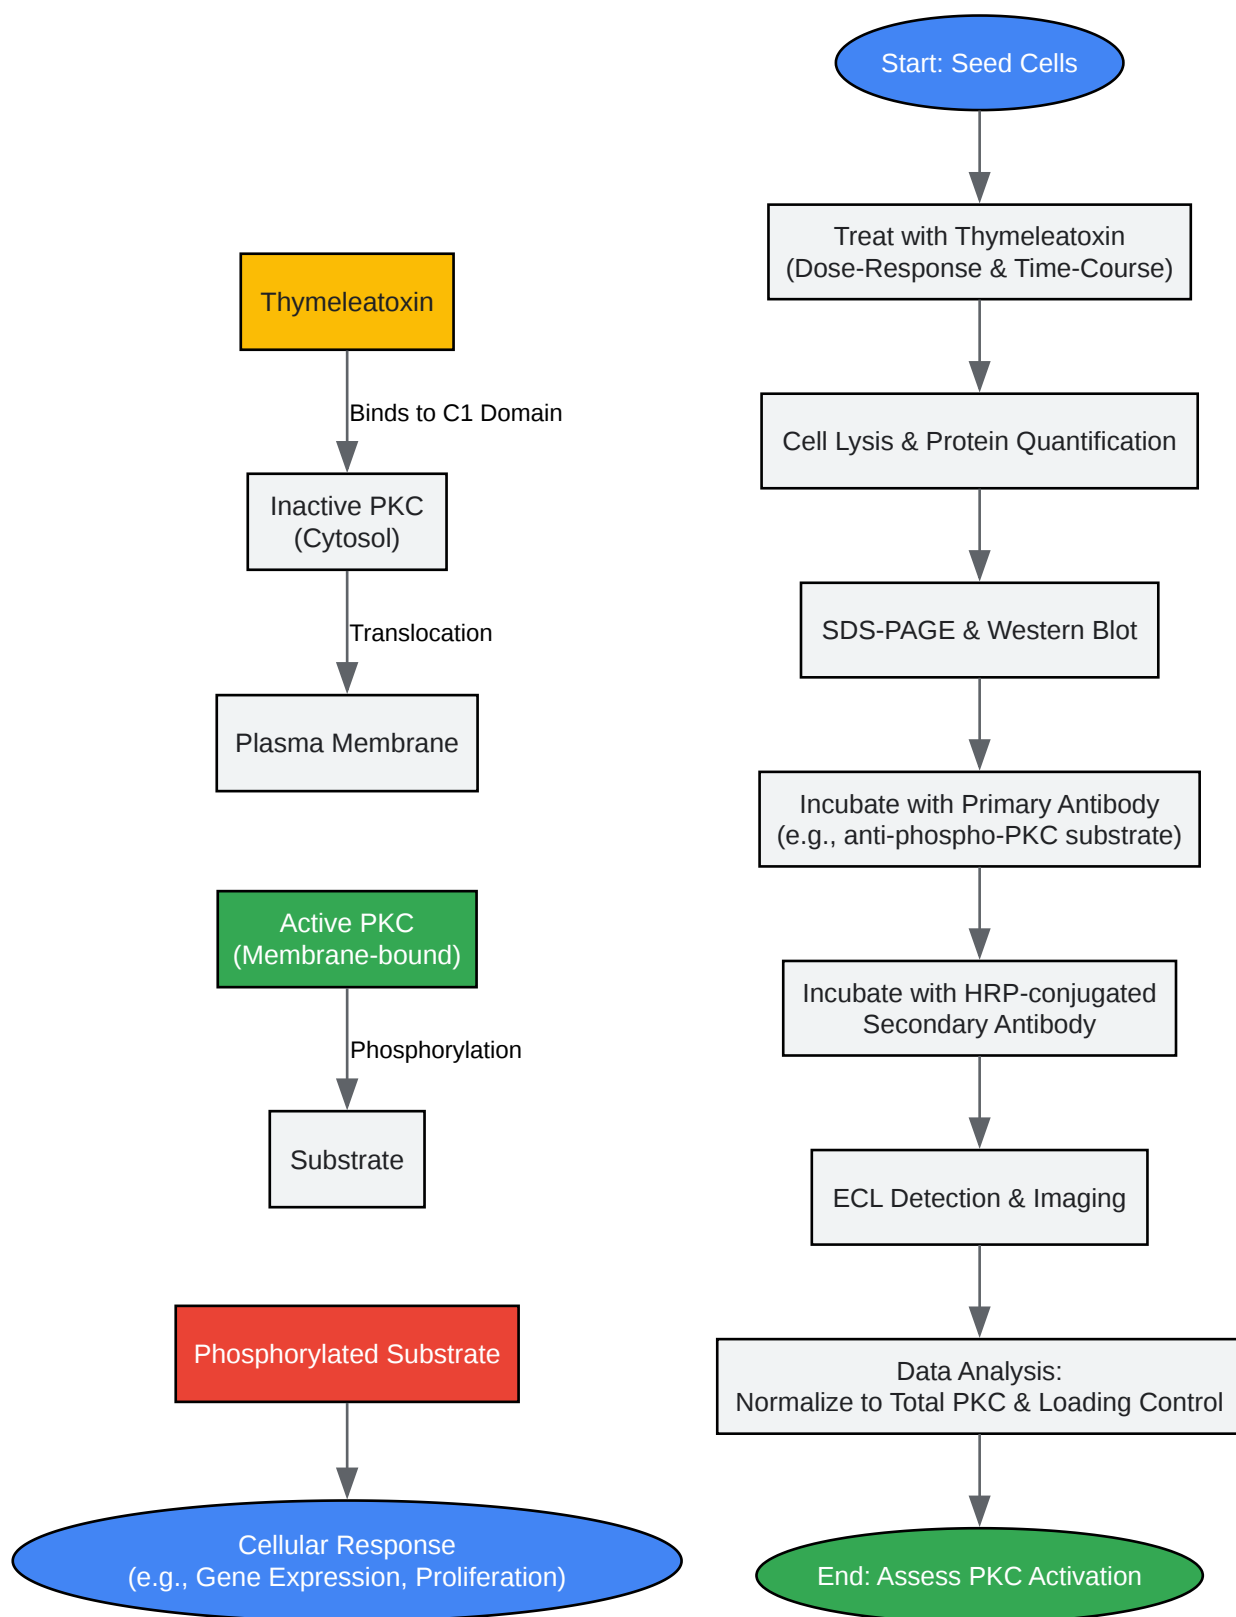 Thymeleatoxin
Binds to C1 Domain
Inactive PKC
(Cytosol)
Translocation
Plasma Membrane
Active PKC
(Membrane-bound)
Phosphorylation
Substrate
Phosphorylated Substrate
Cellular Response
(e.g., Gene Expression, Proliferation)
Start: Seed Cells
Treat with Thymeleatoxin
(Dose-Response & Time-Course)
Cell Lysis & Protein Quantification
SDS-PAGE & Western Blot
Incubate with Primary Antibody
(e.g., anti-phospho-PKC substrate)
Incubate with HRP-conjugated
Secondary Antibody
ECL Detection & Imaging
Data Analysis:
Normalize to Total PKC & Loading Control
End: Assess PKC Activation